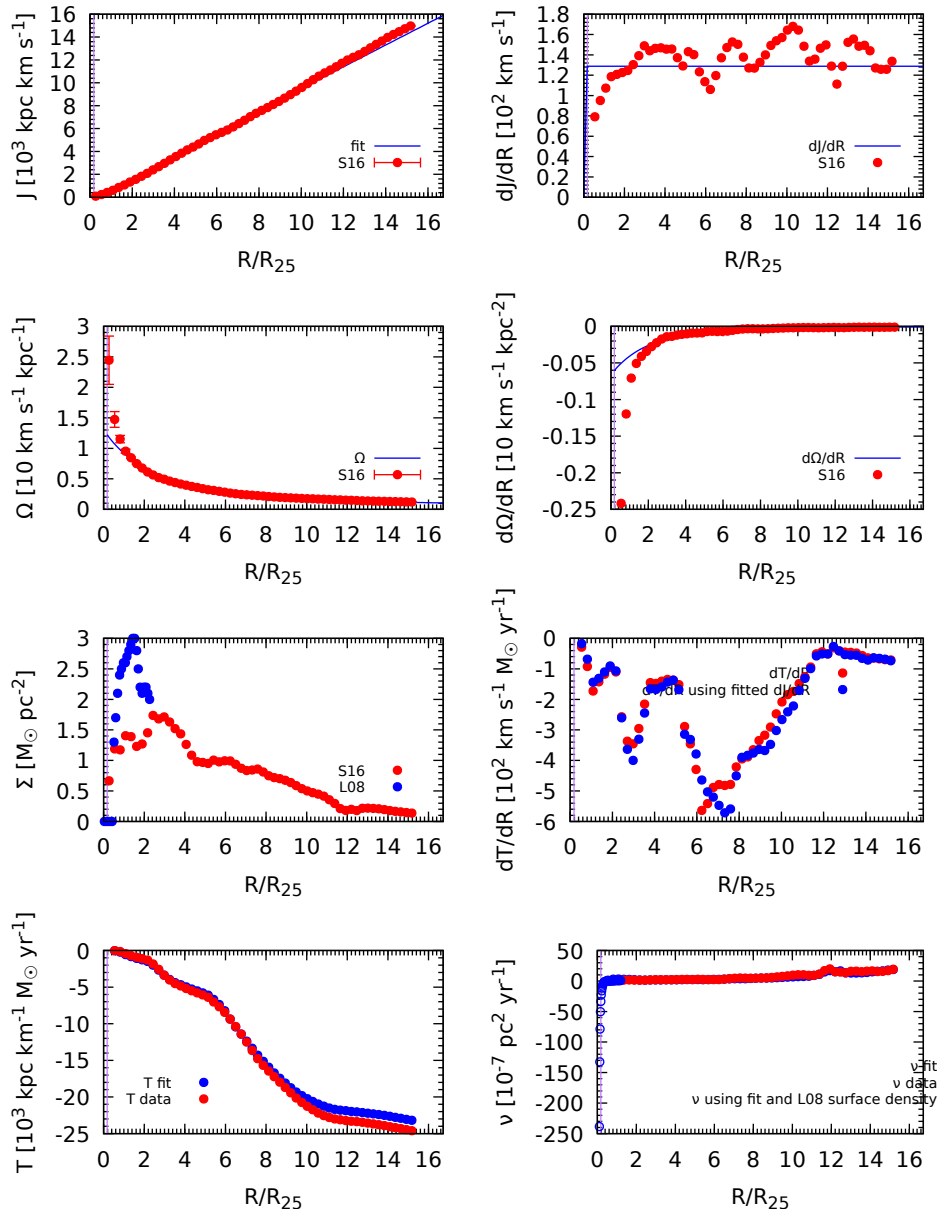 J [10³ kpc km s⁻¹]
16
14
12
10
8
6
4
2
0
fit
S16
0 2 4 6 8 10 12 14 16
R/R₂₅
dJ/dR [10² km s⁻¹]
1.8
1.6
1.4
1.2
1
0.8
0.6
0.4
0.2
0
dJ/dR
S16
0 2 4 6 8 10 12 14 16
R/R₂₅
Ω [10 km s⁻¹ kpc⁻¹]
3
2.5
2
1.5
1
0.5
0
Ω
S16
0 2 4 6 8 10 12 14 16
R/R₂₅
dΩ/dR [10 km s⁻¹ kpc⁻²]
0
-0.05
-0.1
-0.15
-0.2
-0.25
dΩ/dR
S16
0 2 4 6 8 10 12 14 16
R/R₂₅
Σ [M⊙ pc⁻²]
3
2.5
2
1.5
1
0.5
0
S16
L08
0 2 4 6 8 10 12 14 16
R/R₂₅
dT/dR [10² km s⁻¹ M⊙ yr⁻¹]
0
-1
-2
-3
-4
-5
-6
dT/dR
dT/dR using fitted dJ/dR
0 2 4 6 8 10 12 14 16
R/R₂₅
T [10³ kpc km⁻¹ M⊙ yr⁻¹]
0
-5
-10
-15
-20
-25
T fit
T data
0 2 4 6 8 10 12 14 16
R/R₂₅
ν [10⁻⁷ pc² yr⁻¹]
50
0
-50
-100
-150
-200
-250
ν fit
ν data
ν using fit and L08 surface density
0 2 4 6 8 10 12 14 16
R/R₂₅